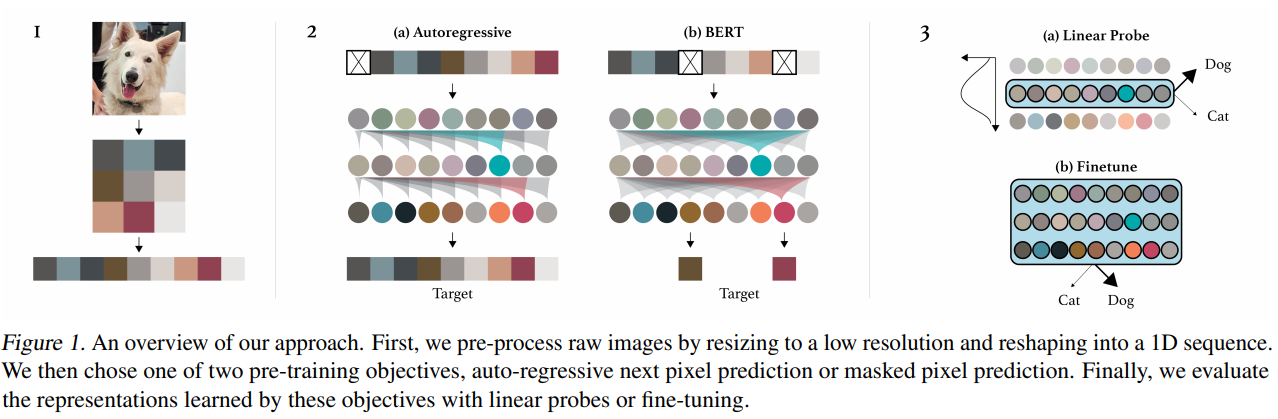 1
2
(a) Autoregressive
Target
(b) BERT
Target
3
(a) Linear Probe
Dog
Cat
(b) Finetune
Cat
Dog
Figure 1. An overview of our approach. First, we pre-process raw images by resizing to a low resolution and reshaping into a 1D sequence.
We then chose one of two pre-training objectives, auto-regressive next pixel prediction or masked pixel prediction. Finally, we evaluate
the representations learned by these objectives with linear probes or fine-tuning.